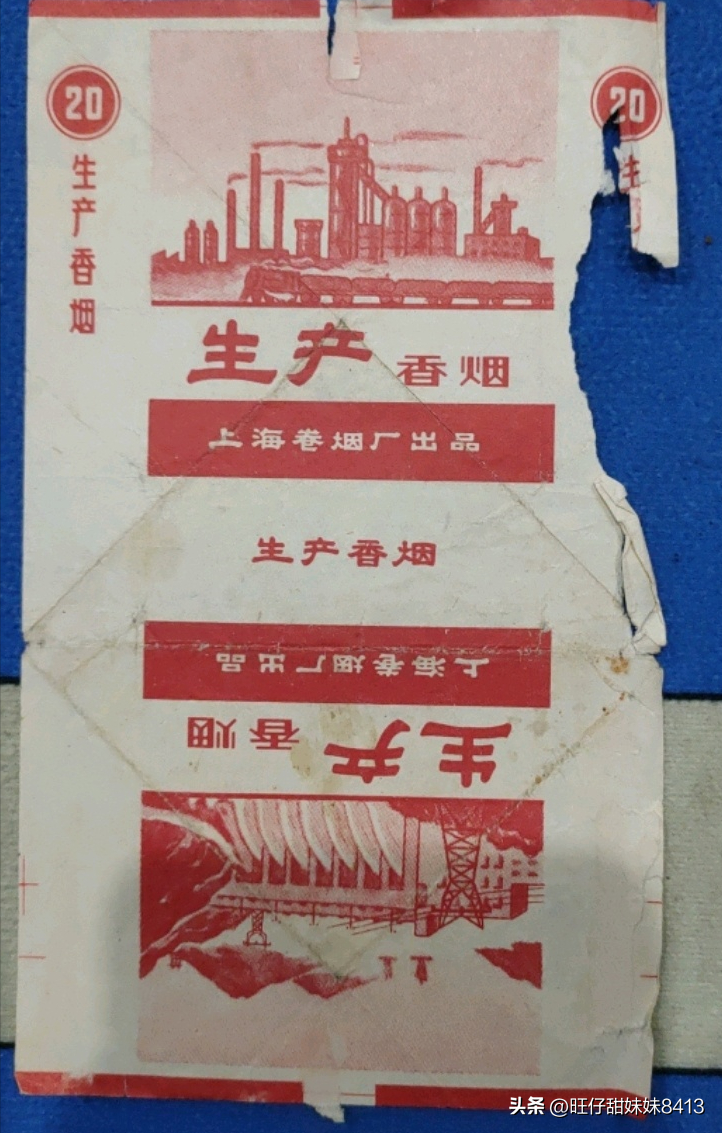 20
20
生产香烟
生
生产 香烟
上海卷烟厂出品
生产香烟
上海卷烟厂出品
生产 香烟
头条 @旺仔甜妹妹8413